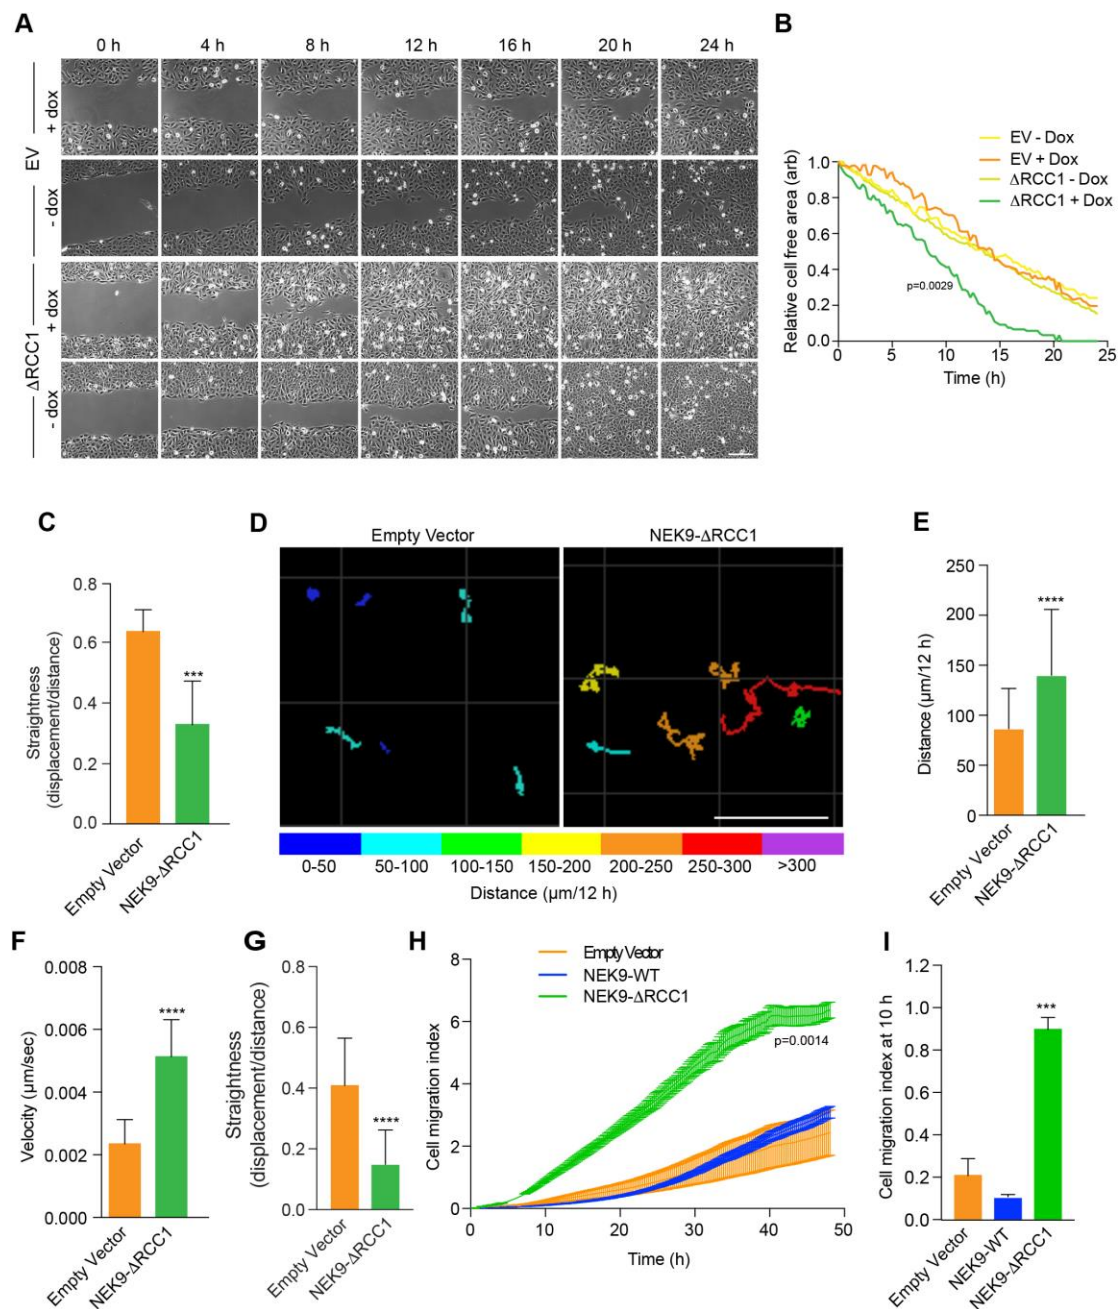 A
0 h 4 h 8 h 12 h 16 h 20 h 24 h
EV
+ dox
- dox
ΔRCC1
+ dox
- dox
B
EV - Dox
EV + Dox
ΔRCC1 - Dox
ΔRCC1 + Dox
Relative cell free area (arb)
1.0
0.8
0.6
0.4
0.2
0.0
p=0.0029
0 5 10 15 20 25
Time (h)
C
Straightness
(displacement/distance)
0.8
0.6
0.4
0.2
0.0
***
Empty Vector
NEK9-ΔRCC1
D
Empty Vector NEK9-ΔRCC1
0-50 50-100 100-150 150-200 200-250 250-300 >300
Distance (µm/12 h)
E
Distance (µm/12 h)
250
200
150
100
50
0
****
Empty Vector
NEK9-ΔRCC1
F
Velocity (µm/sec)
0.008
0.006
0.004
0.002
0.000
****
Empty Vector
NEK9-ΔRCC1
G
Straightness
(displacement/distance)
0.8
0.6
0.4
0.2
0.0
****
Empty Vector
NEK9-ΔRCC1
H
Empty Vector
NEK9-WT
NEK9-ΔRCC1
Cell migration index
8
6
4
2
0
p=0.0014
0 10 20 30 40 50
Time (h)
I
Cell migration index at 10 h
1.2
1.0
0.8
0.6
0.4
0.2
0.0
***
Empty Vector
NEK9-WT
NEK9-ΔRCC1